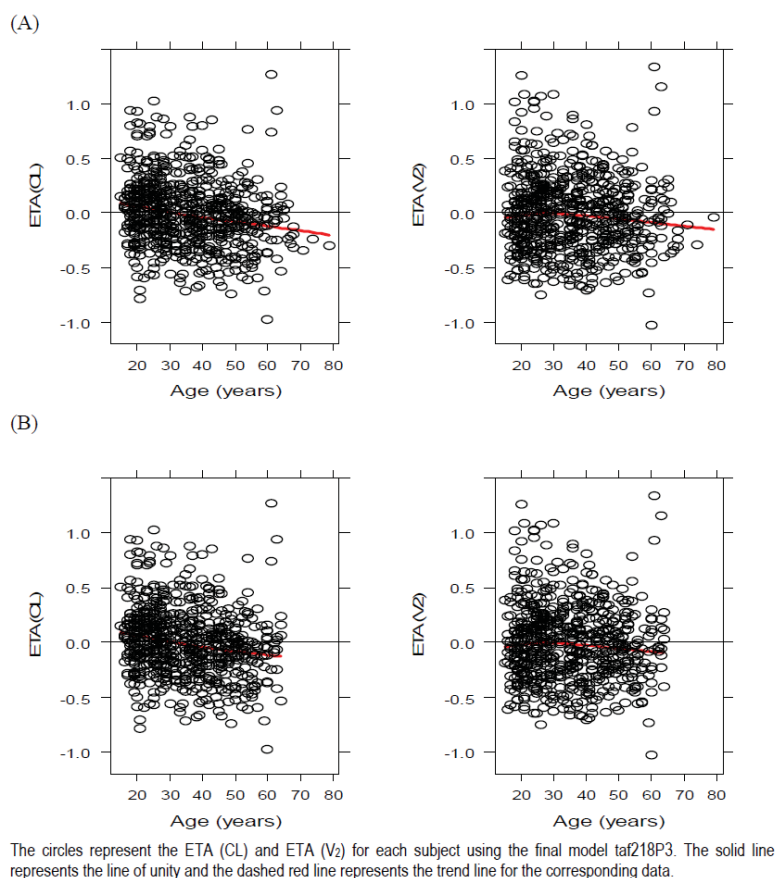 (A)
1.0
0.5
0.0
-0.5
-1.0
ETA(CL)
20 30 40 50 60 70 80
Age (years)
1.0
0.5
0.0
-0.5
-1.0
ETA(V2)
20 30 40 50 60 70 80
Age (years)
(B)
1.0
0.5
0.0
-0.5
-1.0
ETA(CL)
20 30 40 50 60 70 80
Age (years)
1.0
0.5
0.0
-0.5
-1.0
ETA(V2)
20 30 40 50 60 70 80
Age (years)
The circles represent the ETA (CL) and ETA (V₂) for each subject using the final model taf218P3. The solid line
represents the line of unity and the dashed red line represents the trend line for the corresponding data.